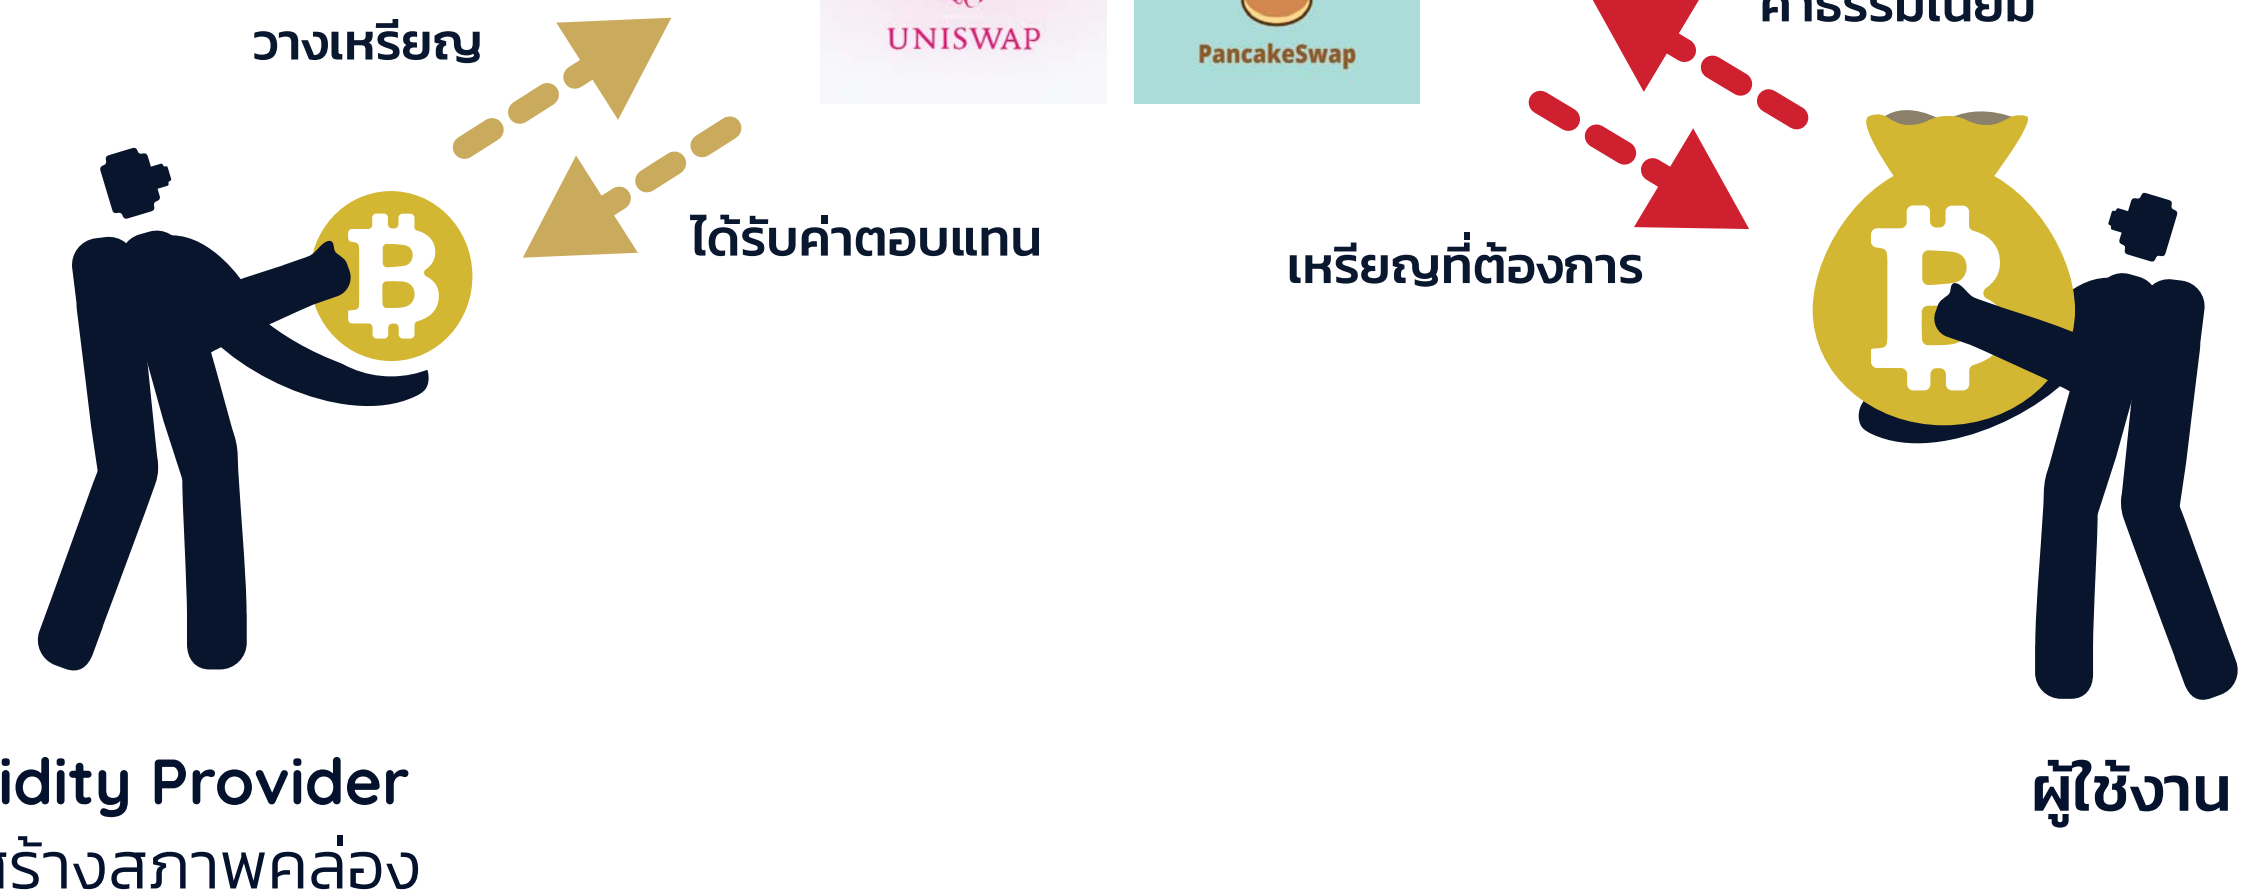 วางเหรียญ
UNISWAP
PancakeSwap
ค่าธรรมเนียม
ได้รับค่าตอบแทน
เหรียญที่ต้องการ
idity Provider
สร้างสภาพคล่อง
ผู้ใช้งาน